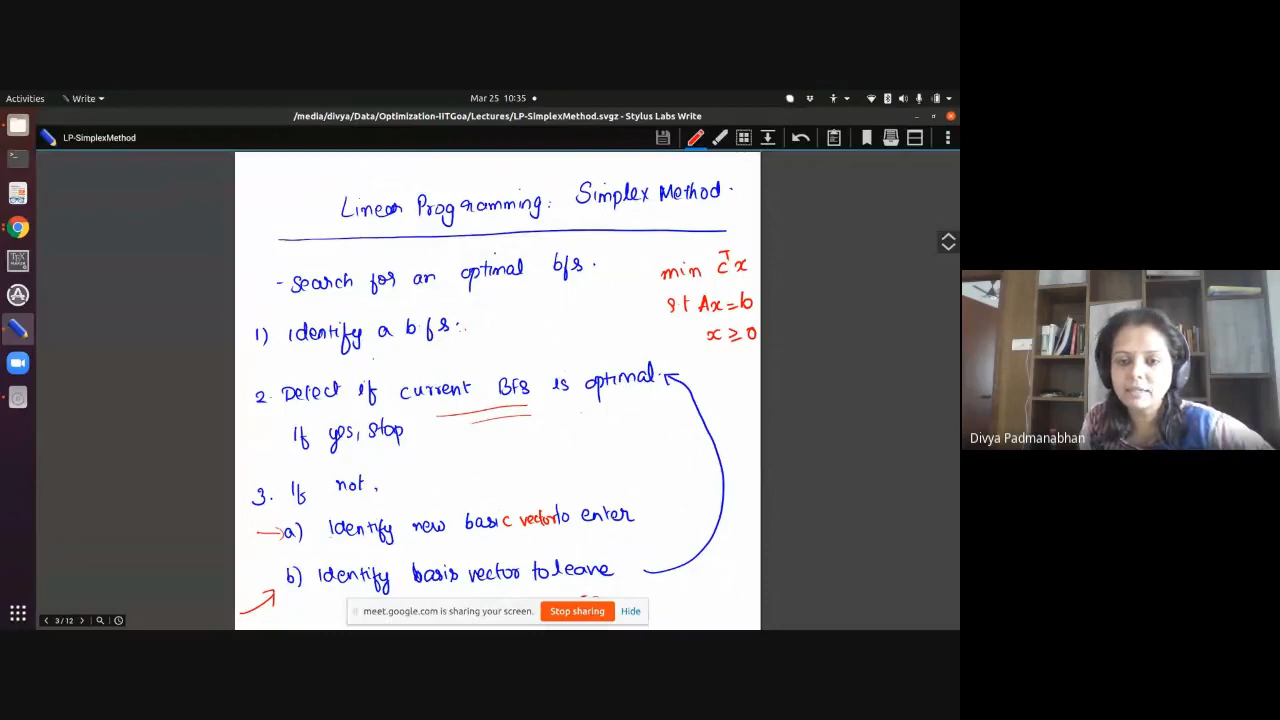 Activities
Write
Mar 25 10:35
/media/divya/Data/Optimization-IITGoa/Lectures/LP-SimplexMethod.svgz - Stylus Labs Write
LP-SimplexMethod
Linear Programming: Simplex Method.
- Search for an optimal bfs.
min cᵀx
s.t Ax=b
x ≥ 0
1) Identify a bfs:
2. Detect if current BFS is optimal.
If yes, stop
3. If not,
a) Identify new basic vector to enter
b) Identify basis vector to leave
meet.google.com is sharing your screen. Stop sharing Hide
3/12
Divya Padmanabhan